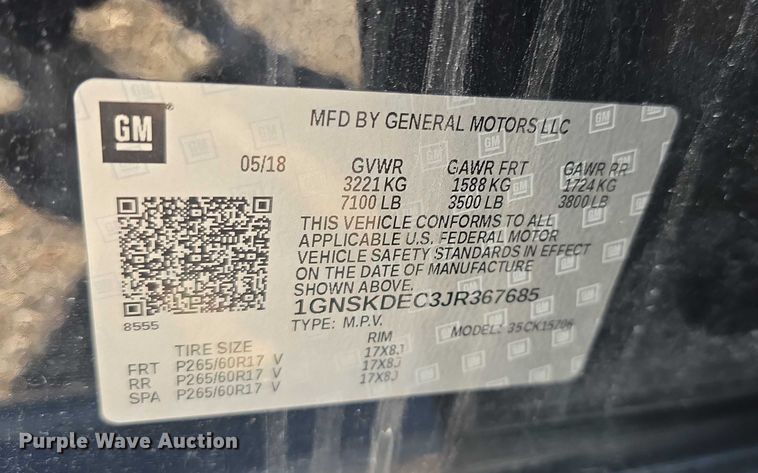 GM
MFD BY GENERAL MOTORS LLC
05/18 GVWR GAWR FRT GAWR RR
3221 KG 1588 KG 1724 KG
7100 LB 3500 LB 3800 LB
THIS VEHICLE CONFORMS TO ALL
APPLICABLE U.S. FEDERAL MOTOR
VEHICLE SAFETY STANDARDS IN EFFECT
ON THE DATE OF MANUFACTURE
SHOWN ABOVE.
1GNSKDEC3JR367685
8555
TYPE: M.P.V. MODEL: 35CK15706
TIRE SIZE RIM
FRT P265/60R17 V 17X8J
RR P265/60R17 V 17X8J
SPA P265/60R17 V 17X8J
Purple Wave Auction